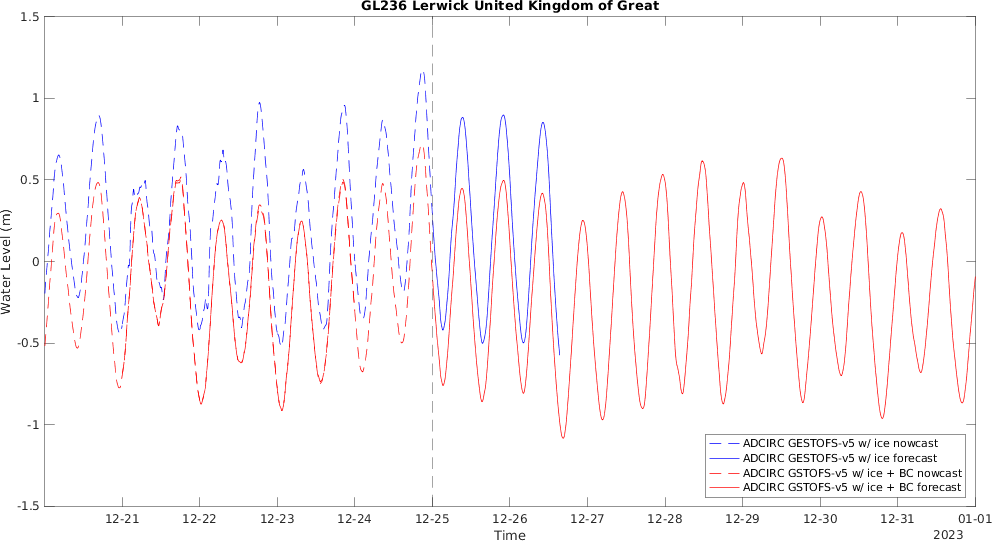 GL236 Lerwick United Kingdom of Great
1.5
1
0.5
0
-0.5
-1
-1.5
Water Level (m)
ADCIRC GESTOFS-v5 w/ ice nowcast
ADCIRC GESTOFS-v5 w/ ice forecast
ADCIRC GSTOFS-v5 w/ ice + BC nowcast
ADCIRC GSTOFS-v5 w/ ice + BC forecast
12-21 12-22 12-23 12-24 12-25 12-26 12-27 12-28 12-29 12-30 12-31 01-01
Time
2023